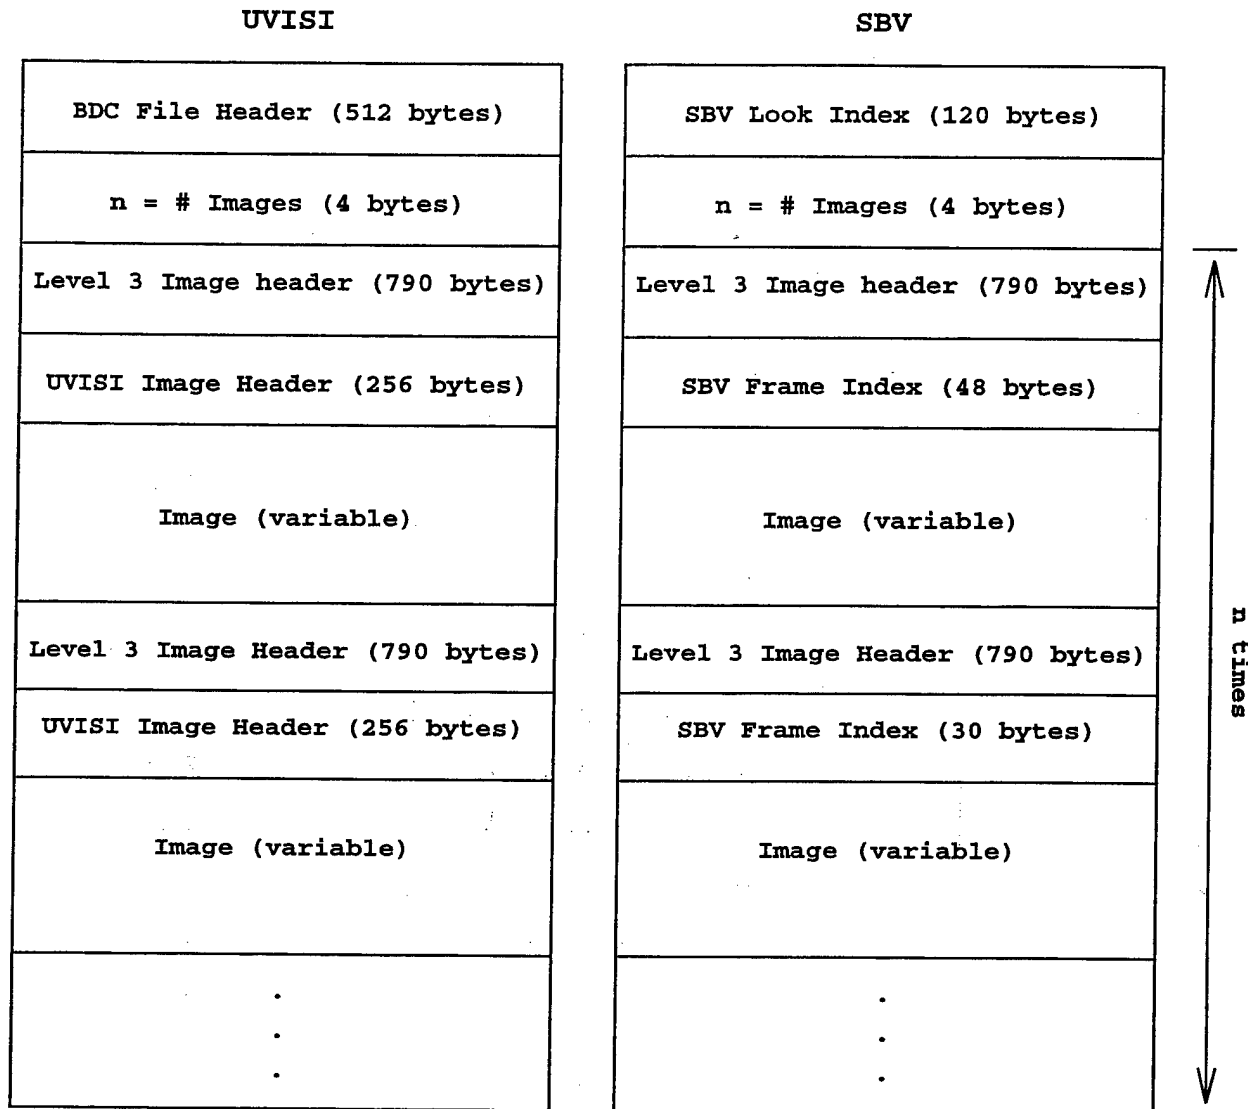 UVISI
BDC File Header (512 bytes)
n = # Images (4 bytes)
Level 3 Image header (790 bytes)
UVISI Image Header (256 bytes)
Image (variable)
Level 3 Image Header (790 bytes)
UVISI Image Header (256 bytes)
Image (variable)
.
.
.
SBV
SBV Look Index (120 bytes)
n = # Images (4 bytes)
Level 3 Image header (790 bytes)
SBV Frame Index (48 bytes)
Image (variable)
Level 3 Image Header (790 bytes)
SBV Frame Index (30 bytes)
Image (variable)
.
.
.
n times